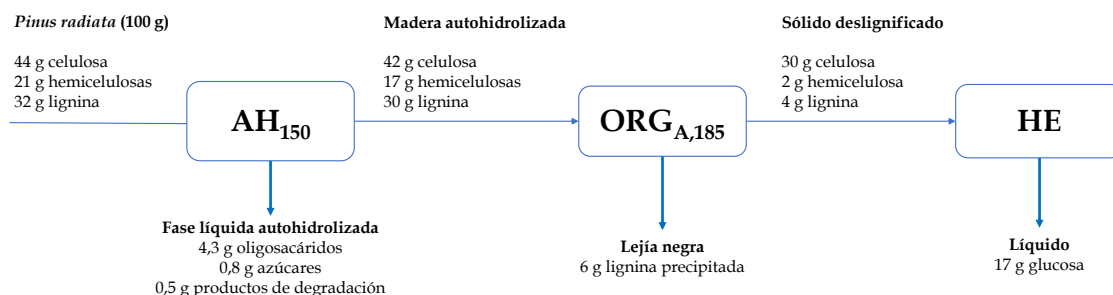 Pinus radiata (100 g)
44 g celulosa
21 g hemicelulosas
32 g lignina
AH150
Fase líquida autohidrolizada
4,3 g oligosacáridos
0,8 g azúcares
0,5 g productos de degradación
Madera autohidrolizada
42 g celulosa
17 g hemicelulosas
30 g lignina
ORGA,185
Lejía negra
6 g lignina precipitada
Sólido deslignificado
30 g celulosa
2 g hemicelulosa
4 g lignina
HE
Líquido
17 g glucosa